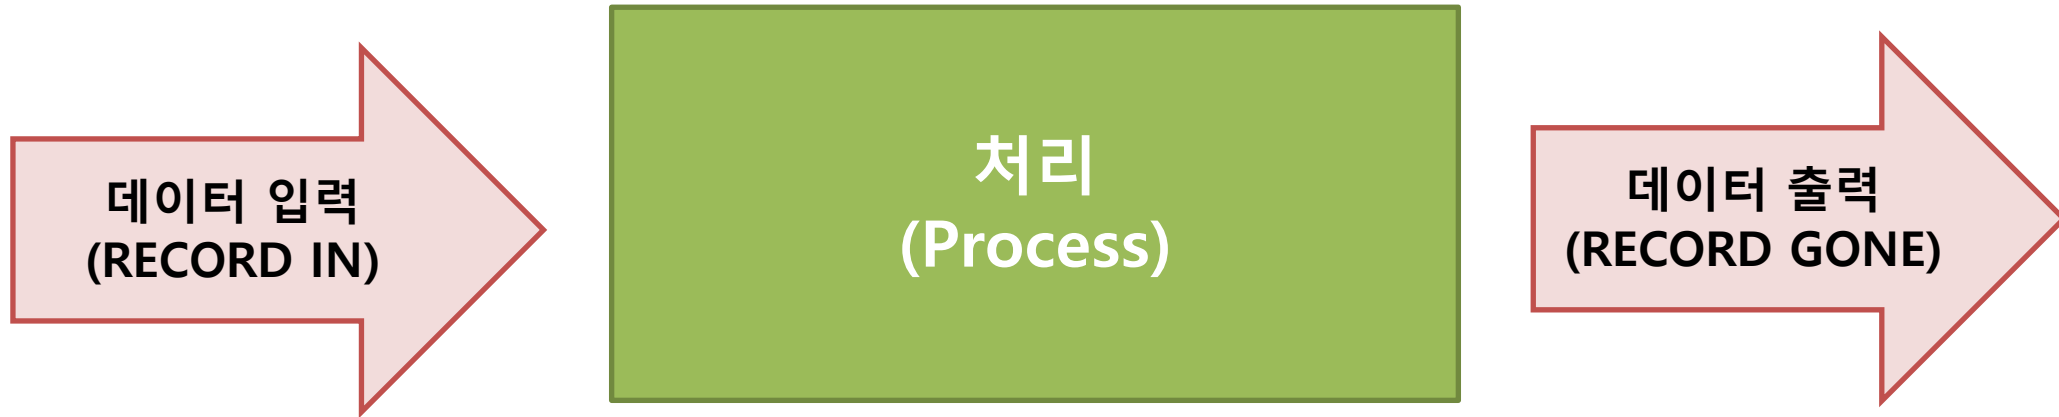 데이터 입력
(RECORD IN)
처리
(Process)
데이터 출력
(RECORD GONE)